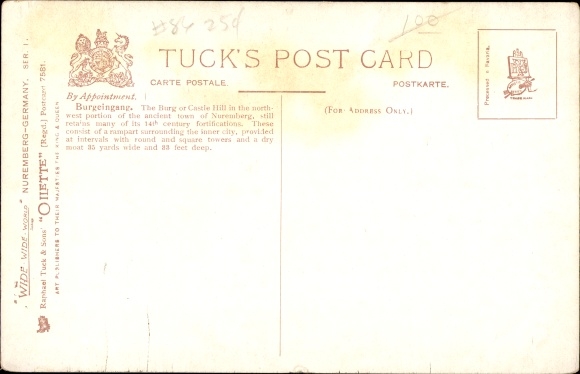 25¢
1.00
TUCK'S POST CARD
CARTE POSTALE.
POSTKARTE.
By Appointment.
(FOR ADDRESS ONLY.)
Burgeingang. The Burg or Castle Hill in the north-
west portion of the ancient town of Nuremberg, still
retains many of its 14th century fortifications. These
consist of a rampart surrounding the inner city, provided
at intervals with round and square towers and a dry
moat 35 yards wide and 33 feet deep.
"WIDE-WIDE-WORLD" NUREMBERG-GERMANY, SER. I.
Raphael Tuck & Sons' "OILETTE" [Regd.] Postcard 7681.
ART PUBLISHERS TO THEIR MAJESTIES THE KING & QUEEN
TRADE MARK